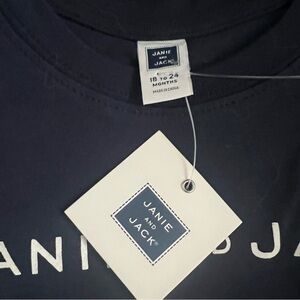 JANIE
AND
JACK®
18 TO 24
MONTHS
MADE IN CHINA
JANIE
AND
JACK®
ANI
D JA